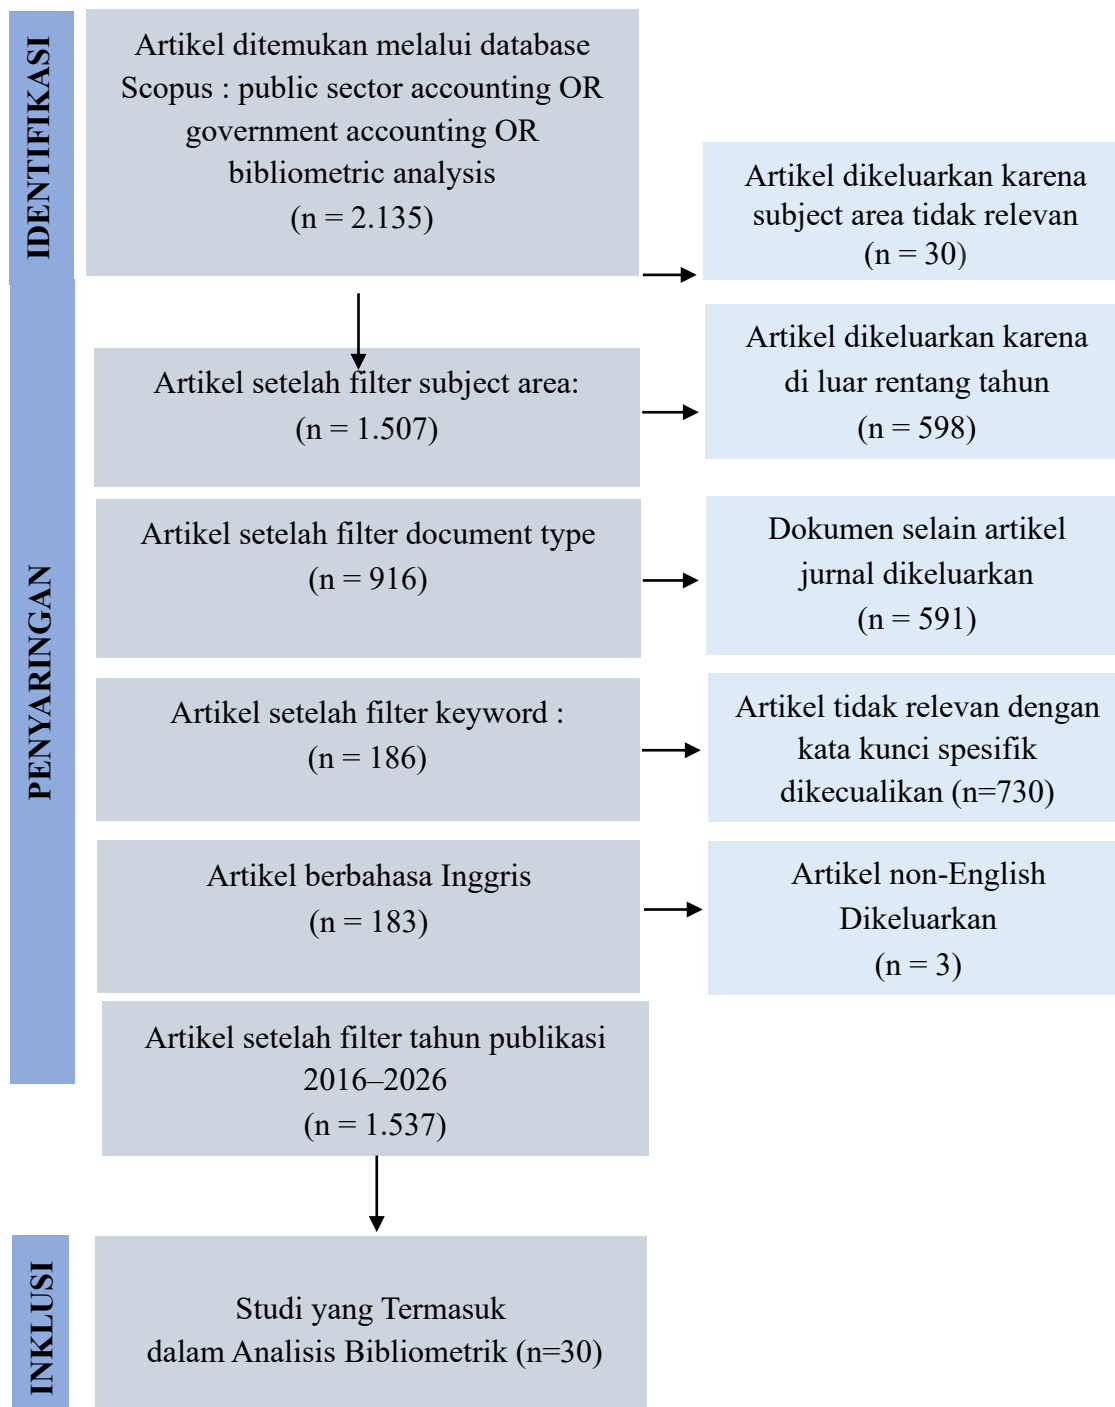 IDENTIFIKASI
Artikel ditemukan melalui database
Scopus : public sector accounting OR
government accounting OR
bibliometric analysis
(n = 2.135)
Artikel dikeluarkan karena
subject area tidak relevan
(n = 30)
PENYARINGAN
Artikel setelah filter subject area:
(n = 1.507)
Artikel dikeluarkan karena
di luar rentang tahun
(n = 598)
Artikel setelah filter document type
(n = 916)
Dokumen selain artikel
jurnal dikeluarkan
(n = 591)
Artikel setelah filter keyword :
(n = 186)
Artikel tidak relevan dengan
kata kunci spesifik
dikecualikan (n=730)
Artikel berbahasa Inggris
(n = 183)
Artikel non-English
Dikeluarkan
(n = 3)
Artikel setelah filter tahun publikasi
2016–2026
(n = 1.537)
INKLUSI
Studi yang Termasuk
dalam Analisis Bibliometrik (n=30)